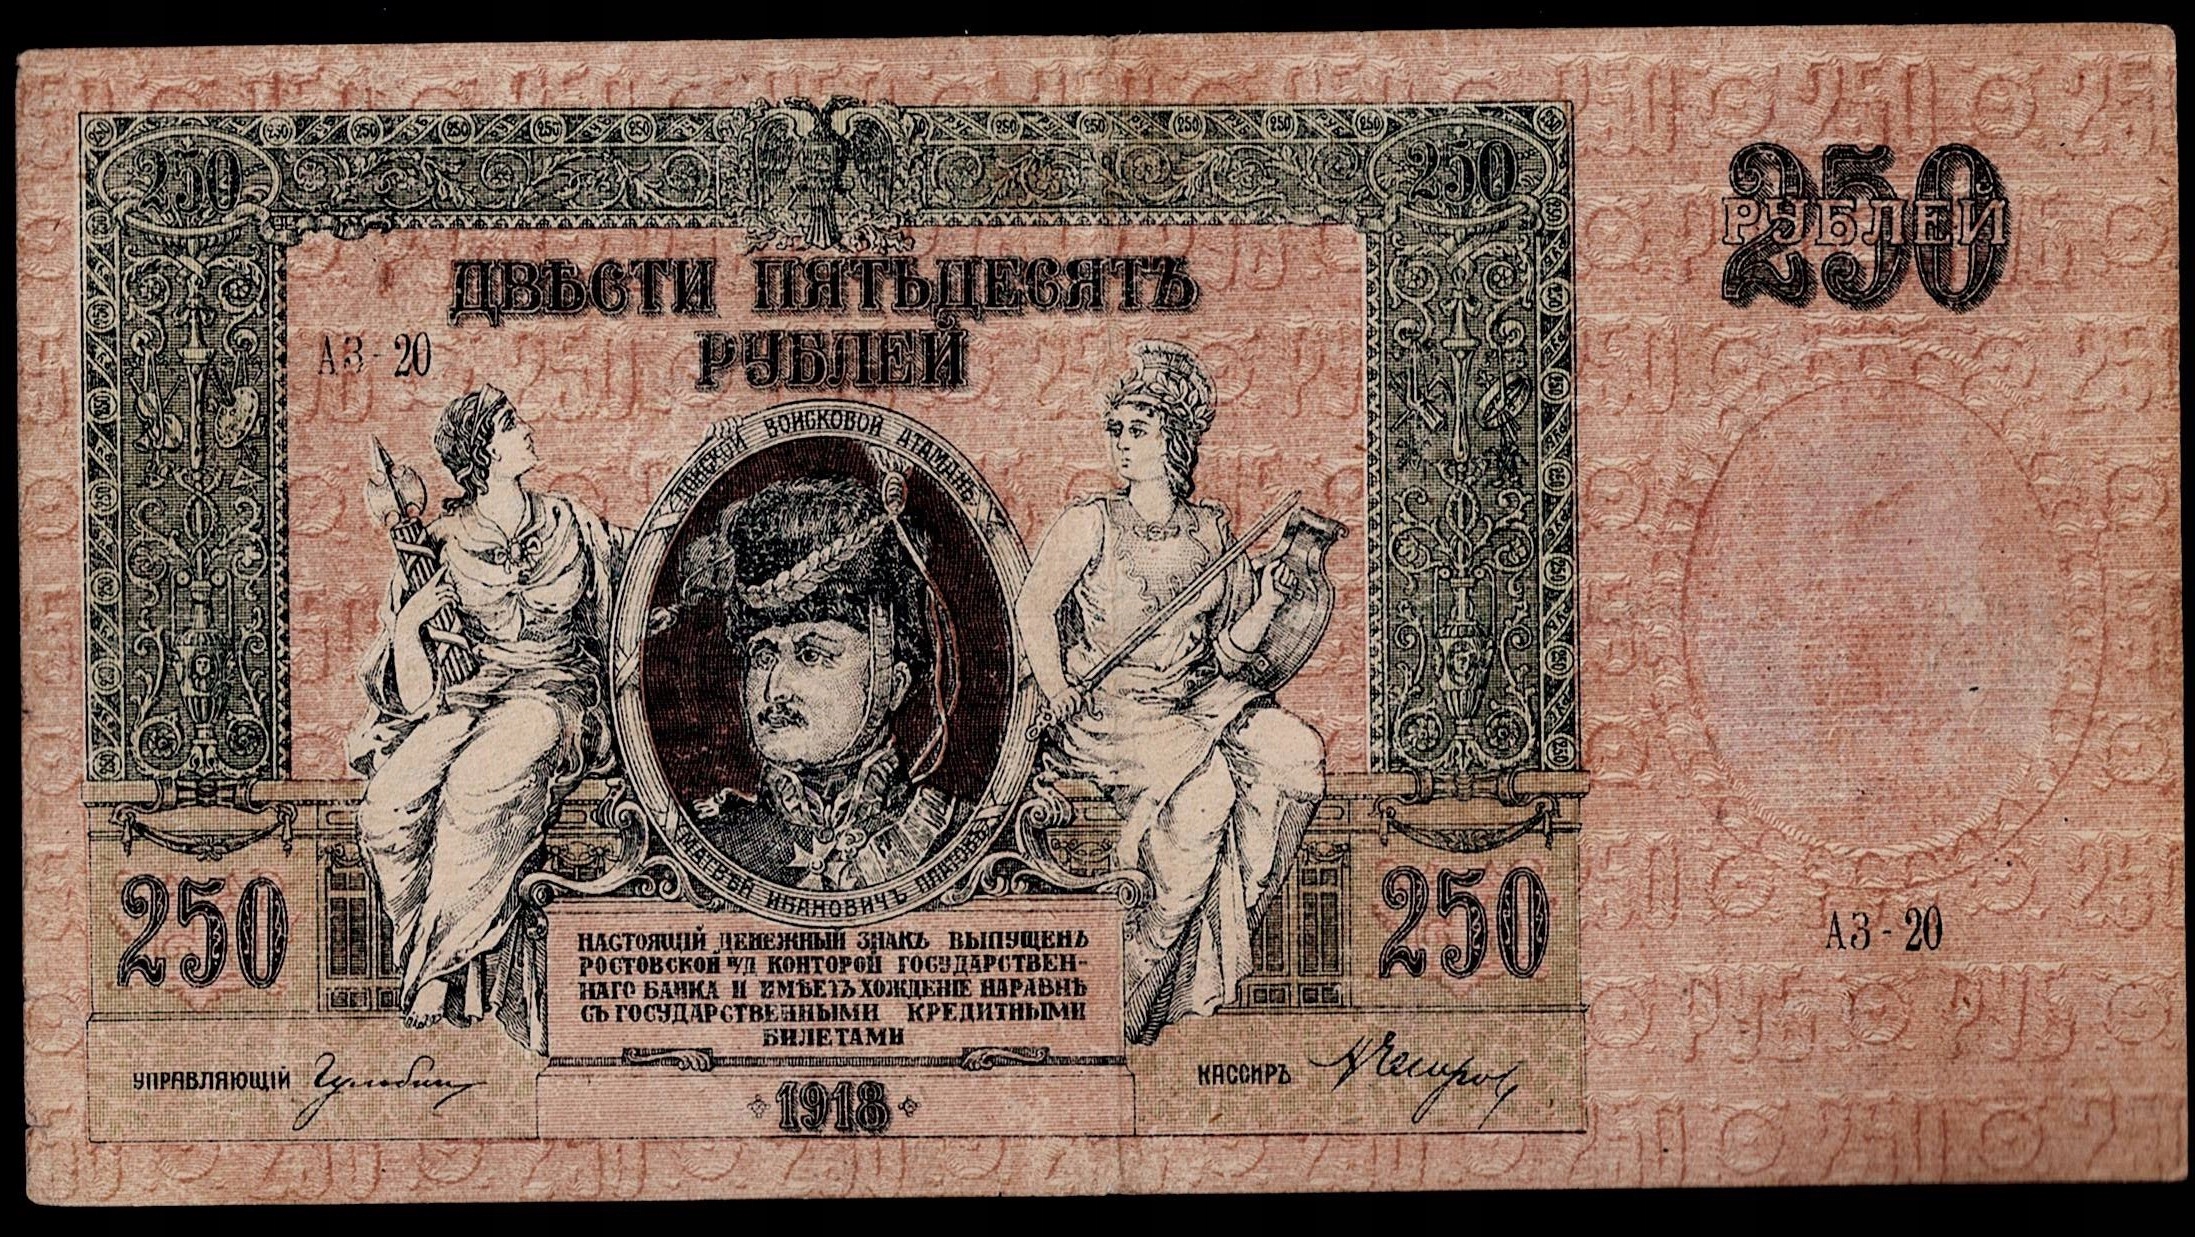 250
250
ДВѢСТИ ПЯТЬДЕСЯТЪ
РУБЛЕЙ
АЗ - 20
250
РУБЛЕЙ
ДОНСКОЙ ВОЙСКОВОЙ АТАМАНЪ
МАТВѢЙ ИВАНОВИЧЪ ПЛАТОВЪ
250
250
АЗ - 20
НАСТОЯЩІЙ ДЕНЕЖНЫЙ ЗНАКЪ ВЫПУЩЕНЪ
РОСТОВСКОЙ Н/Д КОНТОРОЙ ГОСУДАРСТВЕН-
НАГО БАНКА И ИМѢЕТЪ ХОЖДЕНІЕ НАРАВНѢ
СЪ ГОСУДАРСТВЕННЫМИ КРЕДИТНЫМИ
БИЛЕТАМИ
УПРАВЛЯЮЩІЙ
КАССИРЪ
1918